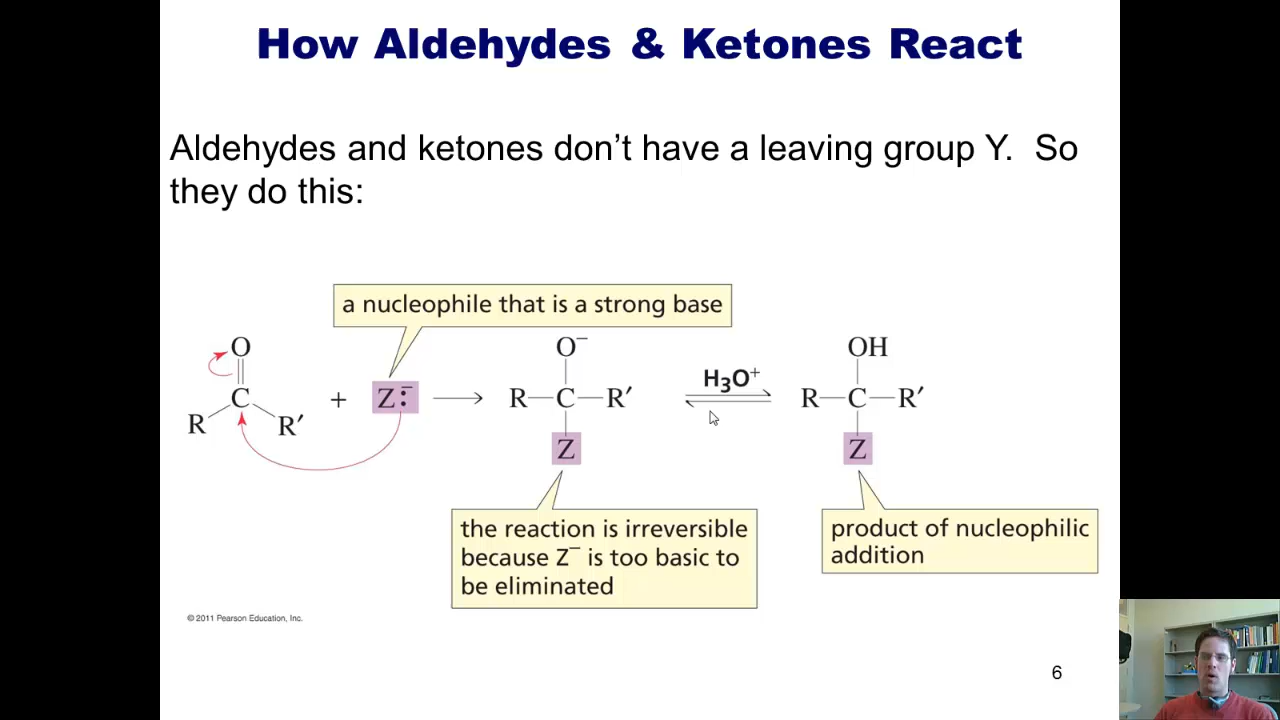 How Aldehydes & Ketones React
Aldehydes and ketones don't have a leaving group Y.  So
they do this:
a nucleophile that is a strong base
O
C
R
R′
+
Z:⁻
O⁻
R—C—R′
Z
H₃O⁺
OH
R—C—R′
Z
the reaction is irreversible
because Z⁻ is too basic to
be eliminated
product of nucleophilic
addition
© 2011 Pearson Education, Inc.
6